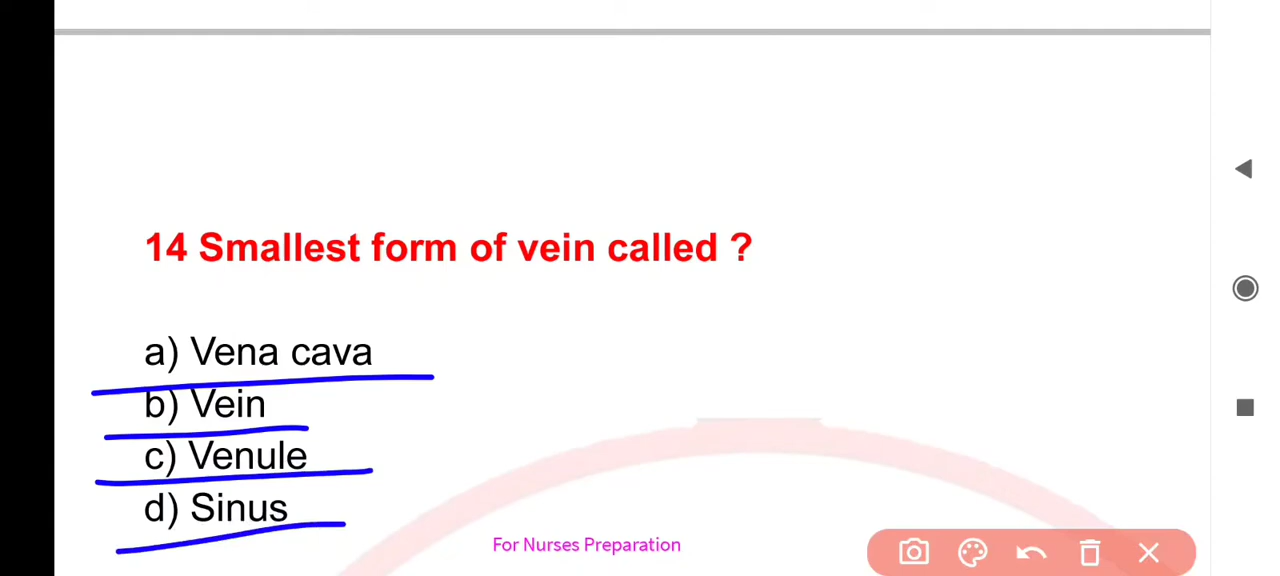 14 Smallest form of vein called ?
a) Vena cava
b) Vein
c) Venule
d) Sinus
For Nurses Preparation